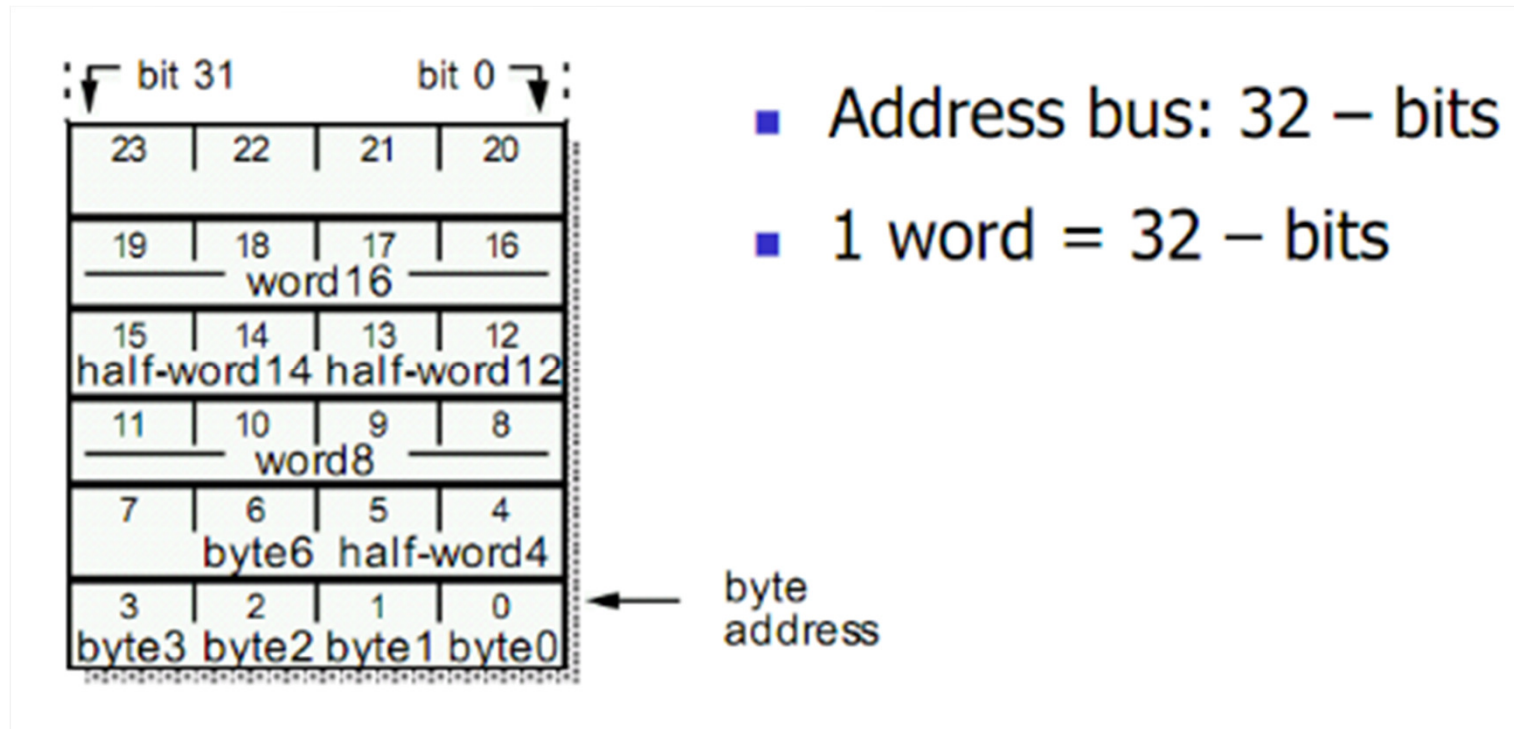 bit 31 bit 0
23 22 21 20
19 18 17 16
word16
15 14 13 12
half-word14 half-word12
11 10 9 8
word8
7 6 5 4
byte6 half-word4
3 2 1 0
byte3 byte2 byte1 byte0
byte
address
Address bus: 32 – bits
1 word = 32 – bits